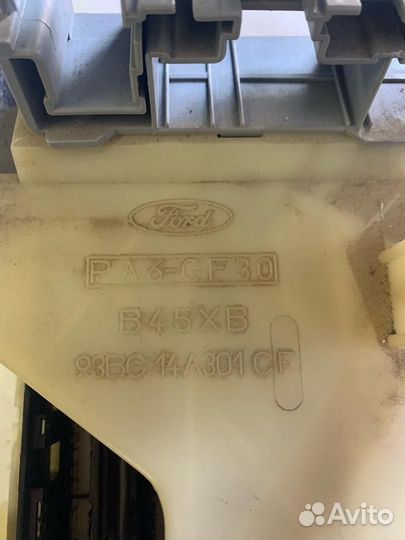 Ford
PA6-GF30
B45XB
93BG 14A301 CF
Avito